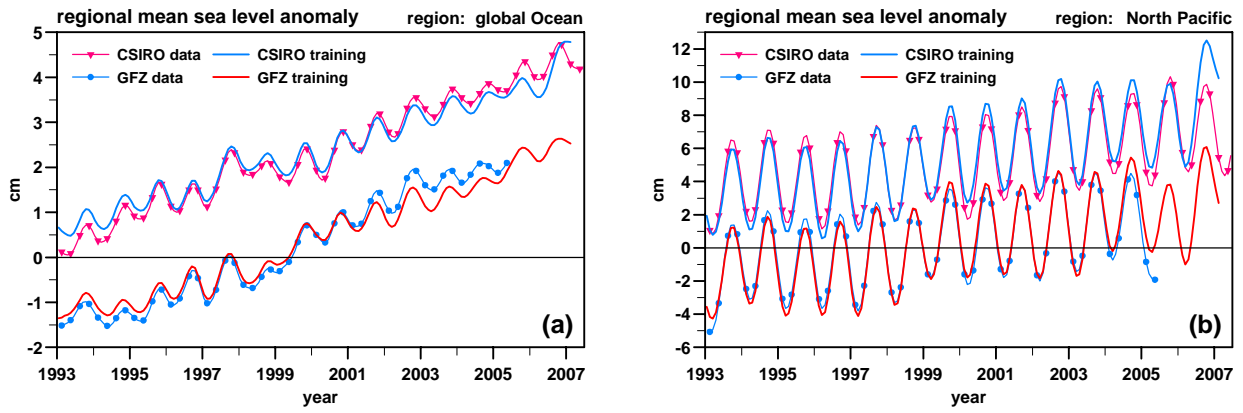 regional mean sea level anomaly region: global Ocean
5
4
3
2
1
0
-1
-2
cm
CSIRO data CSIRO training
GFZ data GFZ training
(a)
1993 1995 1997 1999 2001 2003 2005 2007
year
regional mean sea level anomaly region: North Pacific
12
10
8
6
4
2
0
-2
-4
-6
cm
CSIRO data CSIRO training
GFZ data GFZ training
(b)
1993 1995 1997 1999 2001 2003 2005 2007
year